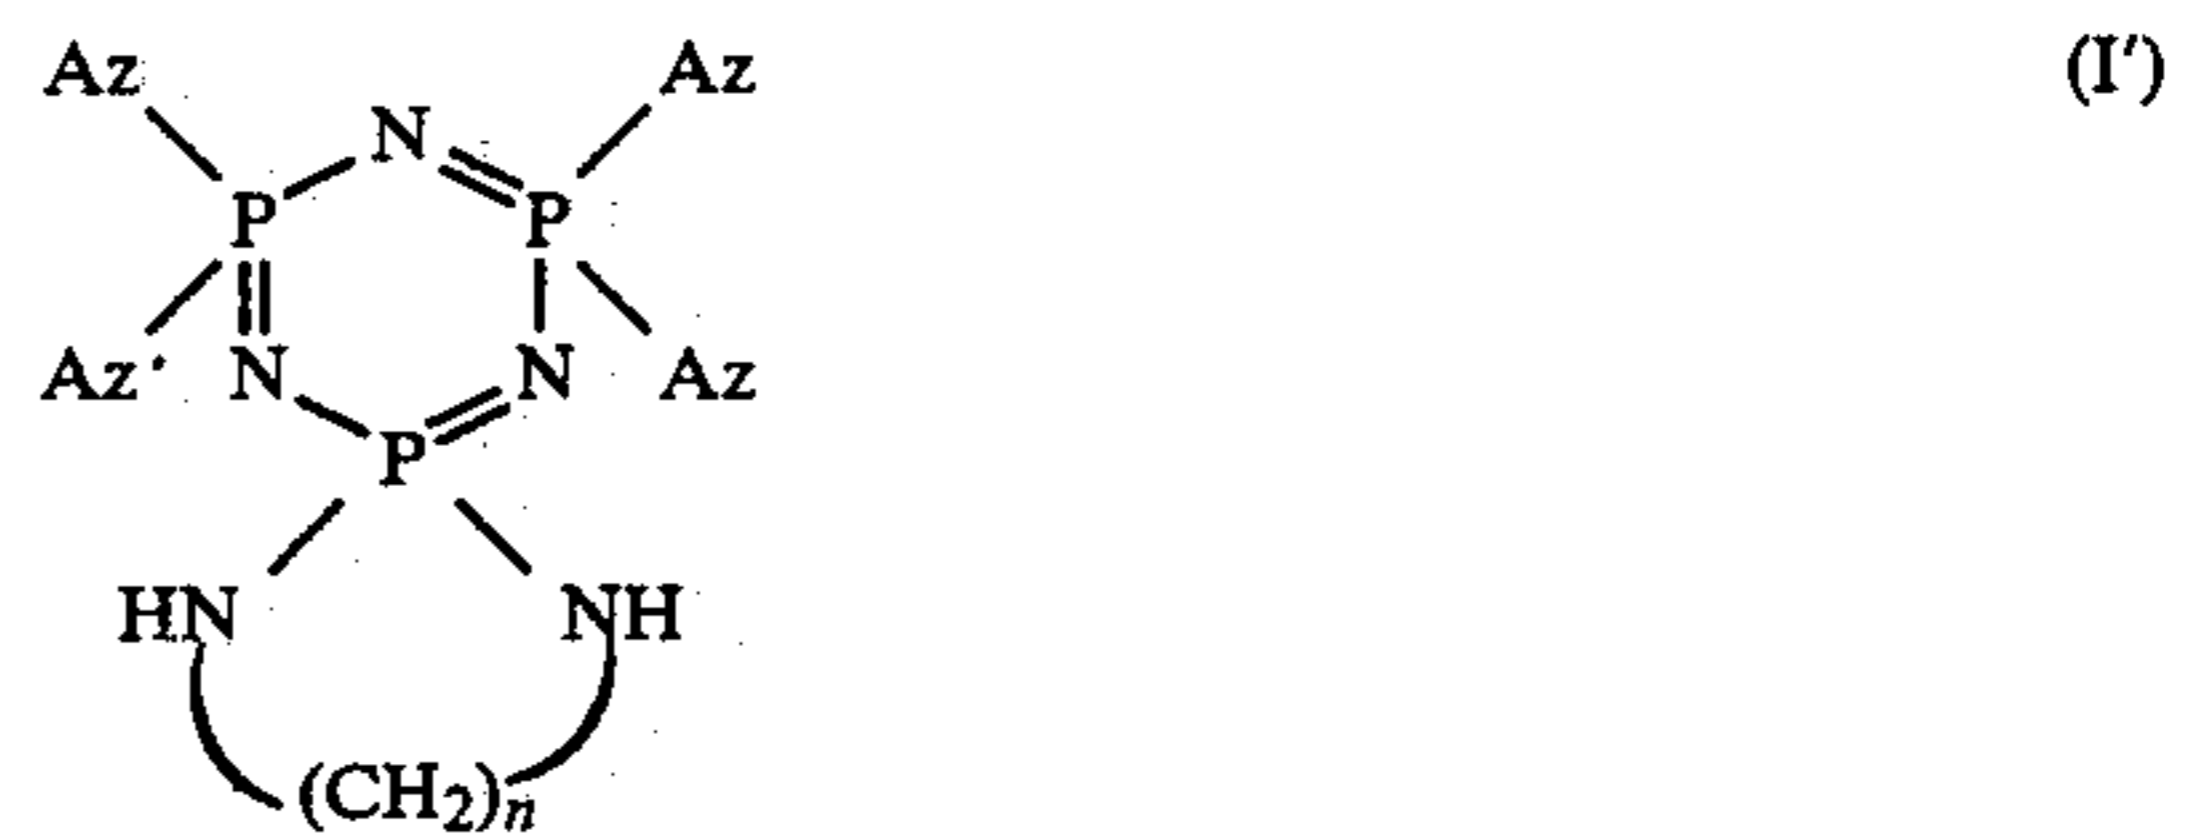 Az Az (I′)
N
P P
Az N N Az
P
HN NH
(CH2)n